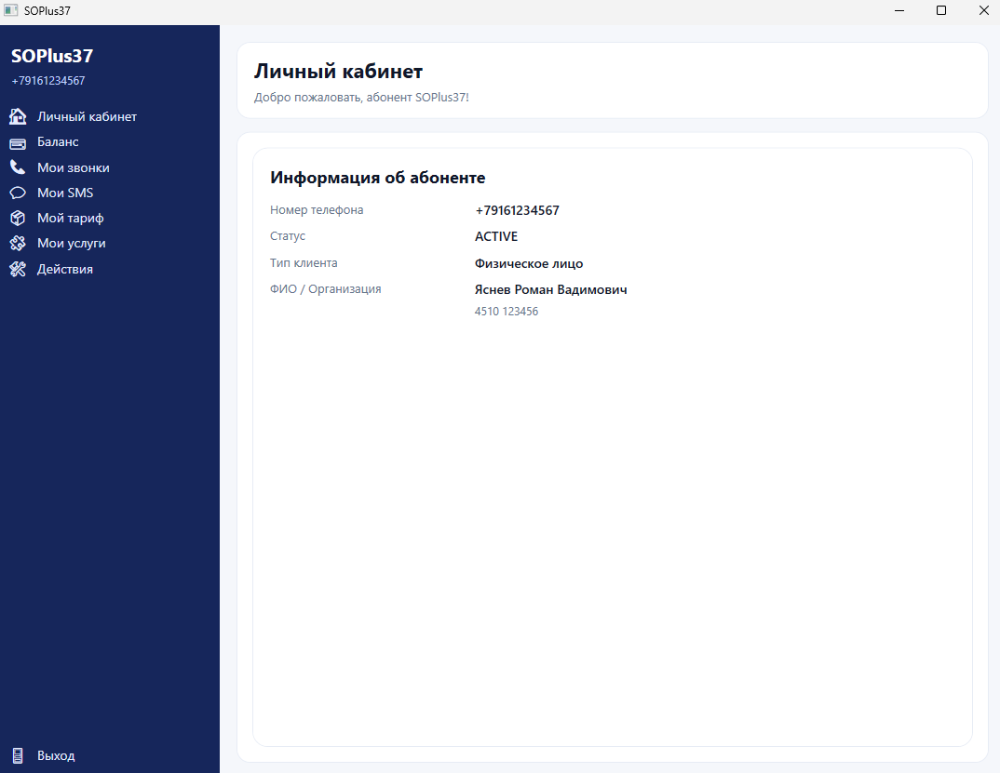 SOPlus37
SOPlus37
+79161234567
Личный кабинет
Баланс
Мои звонки
Мои SMS
Мой тариф
Мои услуги
Действия
Выход
Личный кабинет
Добро пожаловать, абонент SOPlus37!
Информация об абоненте
Номер телефона +79161234567
Статус ACTIVE
Тип клиента Физическое лицо
ФИО / Организация Яснев Роман Вадимович
4510 123456